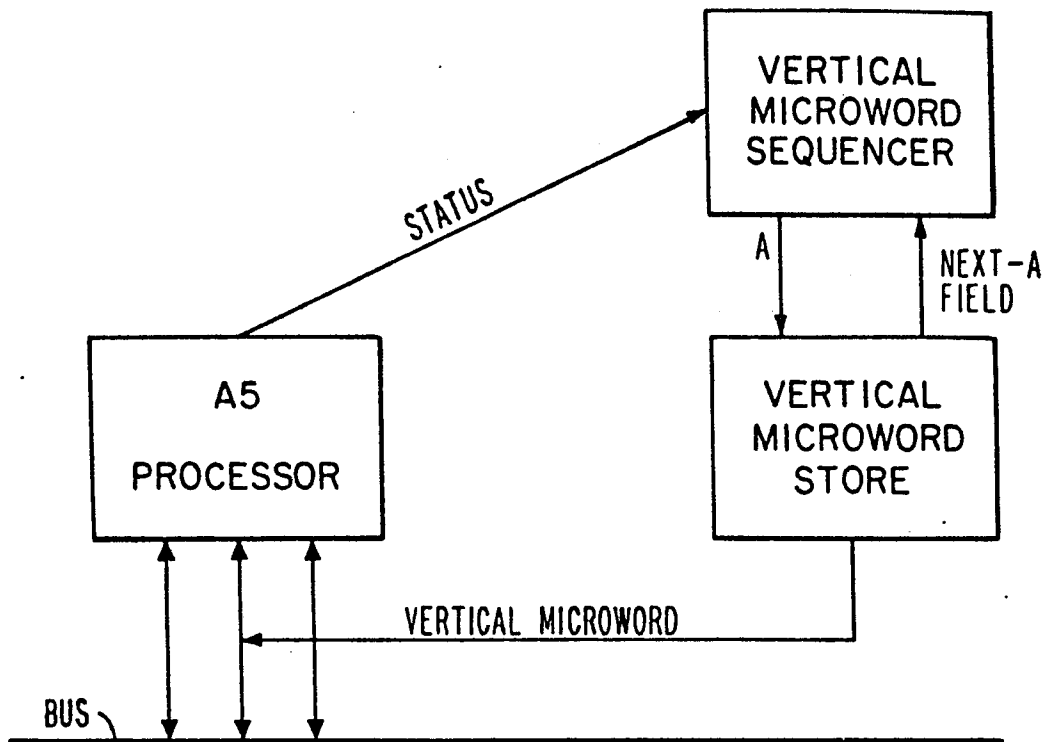 VERTICAL
MICROWORD
SEQUENCER
STATUS
A
NEXT-A
FIELD
A5
PROCESSOR
VERTICAL
MICROWORD
STORE
VERTICAL MICROWORD
BUS